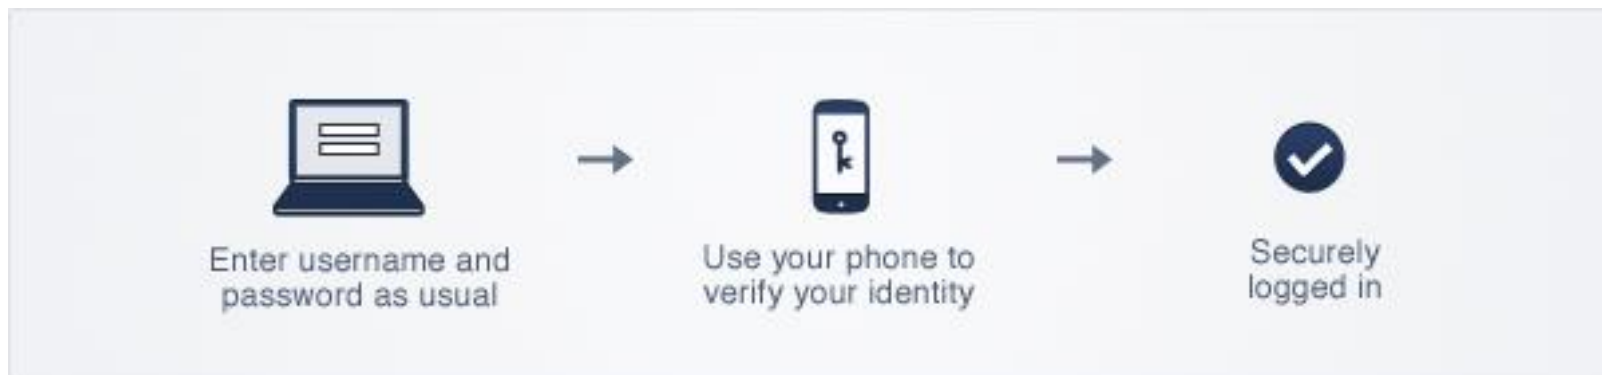 Enter username and
password as usual
Use your phone to
verify your identity
Securely
logged in